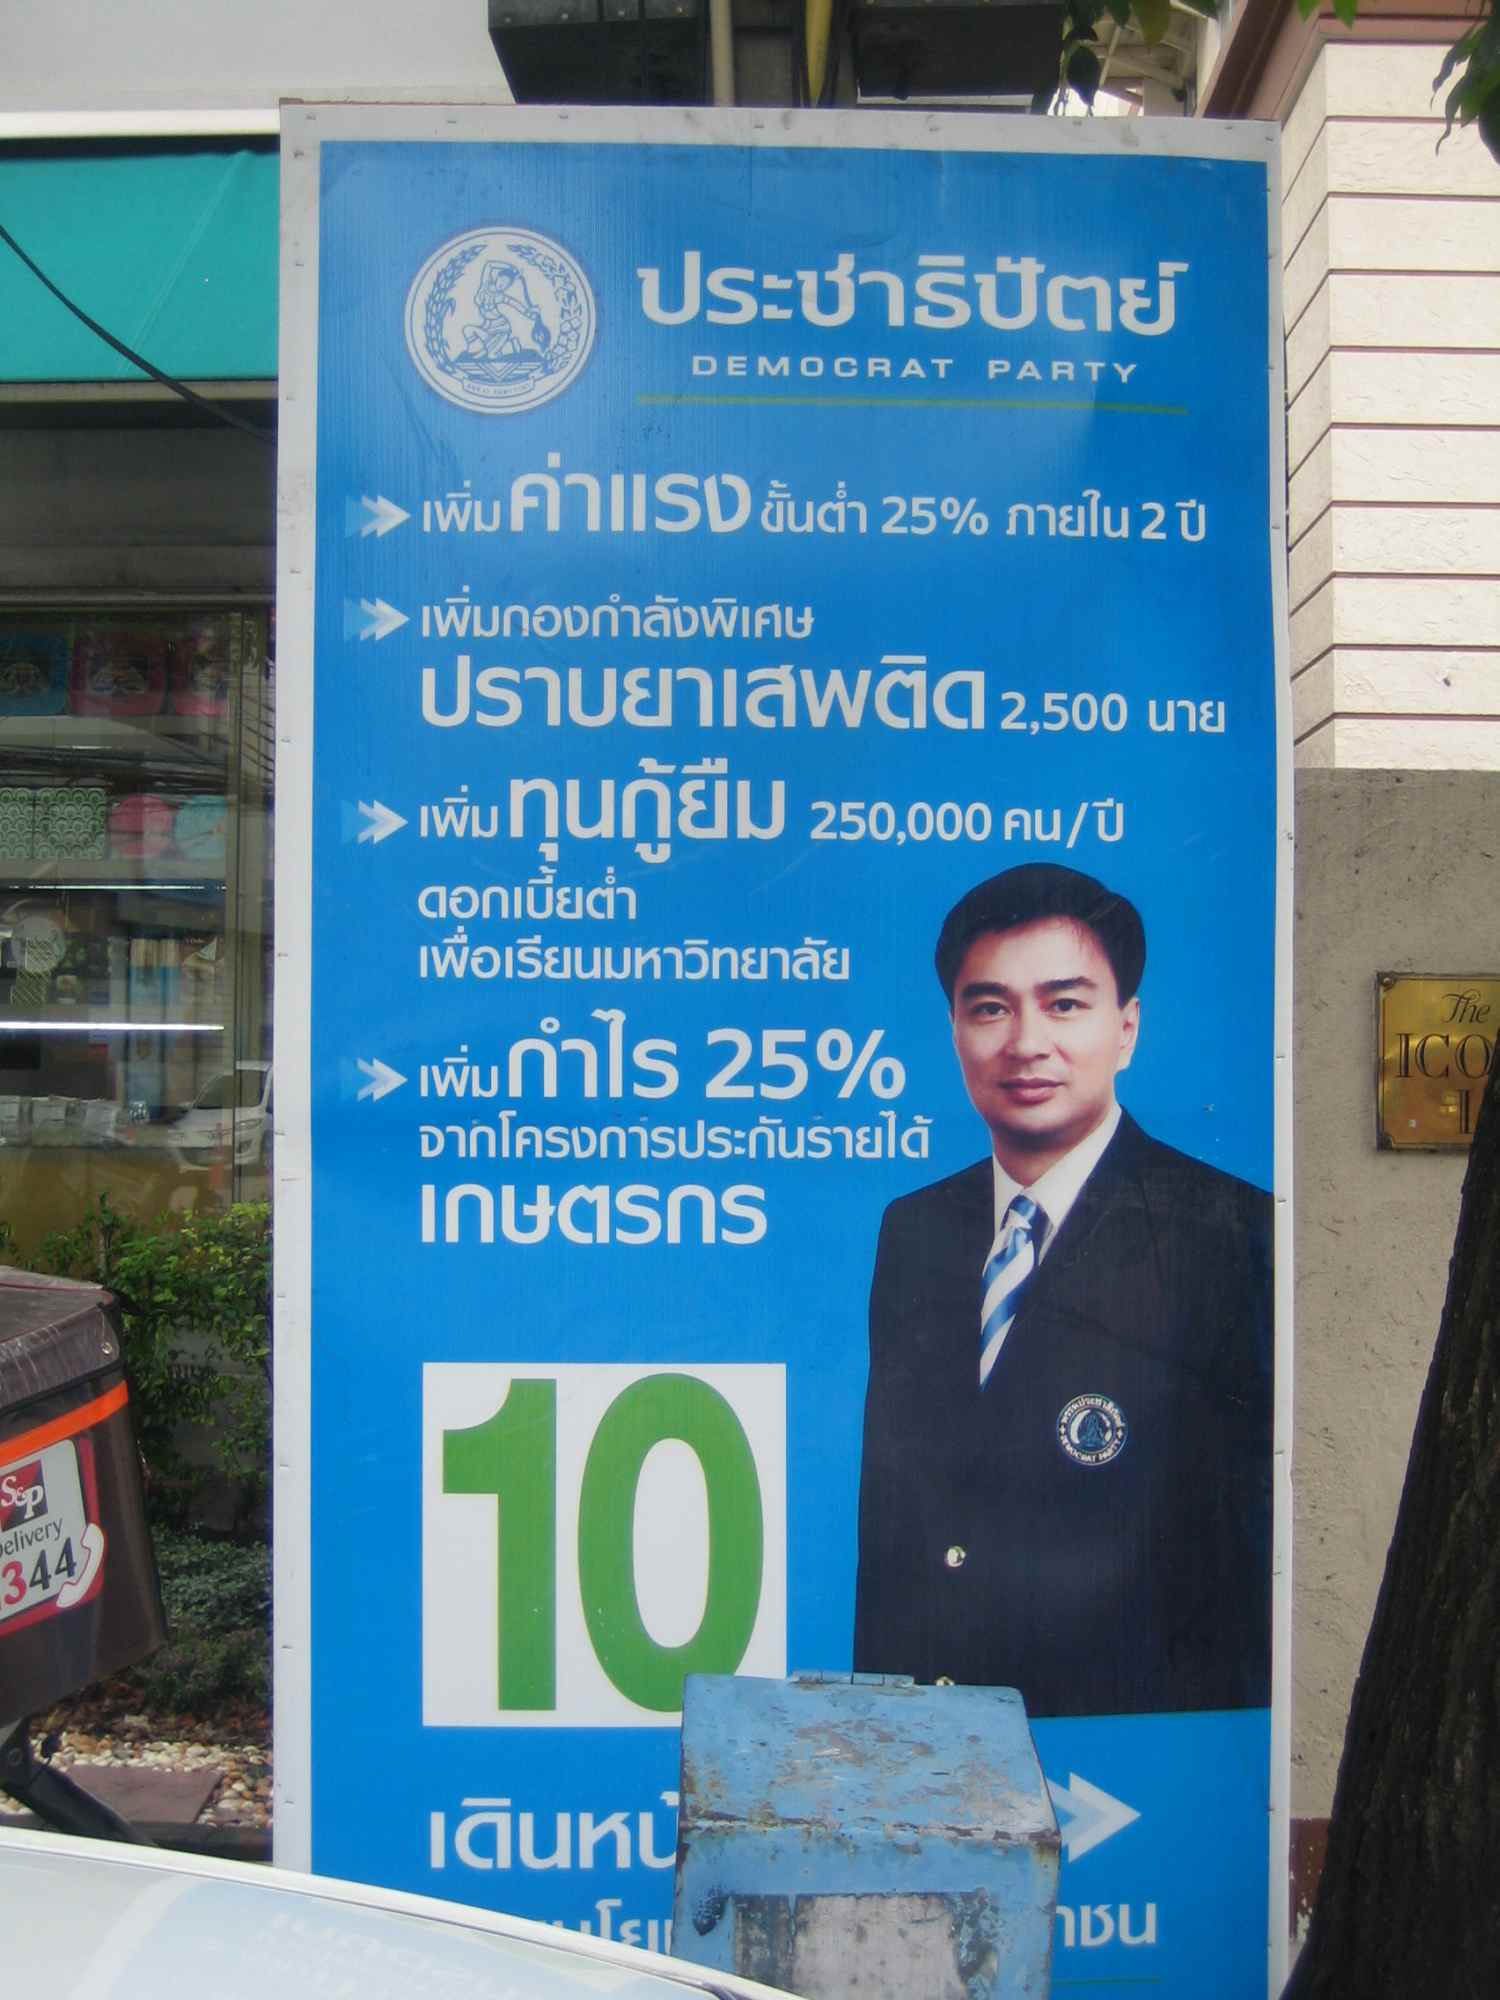 ประชาธิปัตย์
DEMOCRAT PARTY
เพิ่มค่าแรงขั้นต่ำ 25% ภายใน 2 ปี
เพิ่มกองกำลังพิเศษ
ปราบยาเสพติด 2,500 นาย
เพิ่มทุนกู้ยืม 250,000 คน/ปี
ดอกเบี้ยต่ำ
เพื่อเรียนมหาวิทยาลัย
เพิ่มกำไร 25%
จากโครงการประกันรายได้
เกษตรกร
10
The
S&P
344
DEMOCRAT PARTY